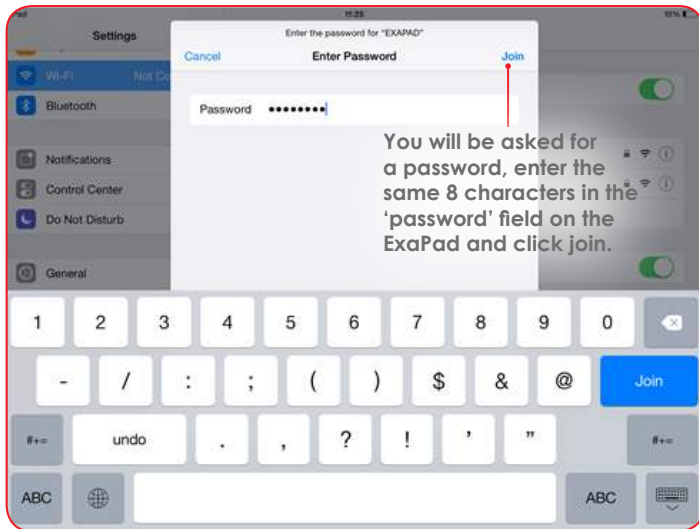 11:25
Settings
Enter the password for "EXAPAD"
Cancel
Enter Password
Join
Wi-Fi
Bluetooth
Password ••••••••
You will be asked for
a password, enter the
same 8 characters in the
‘password’ field on the
ExaPad and click join.
Notifications
Control Center
Do Not Disturb
General
1 2 3 4 5 6 7 8 9 0
- / : ; ( ) $ & @ Join
#+= undo . , ? ! ' " #+=
ABC ABC